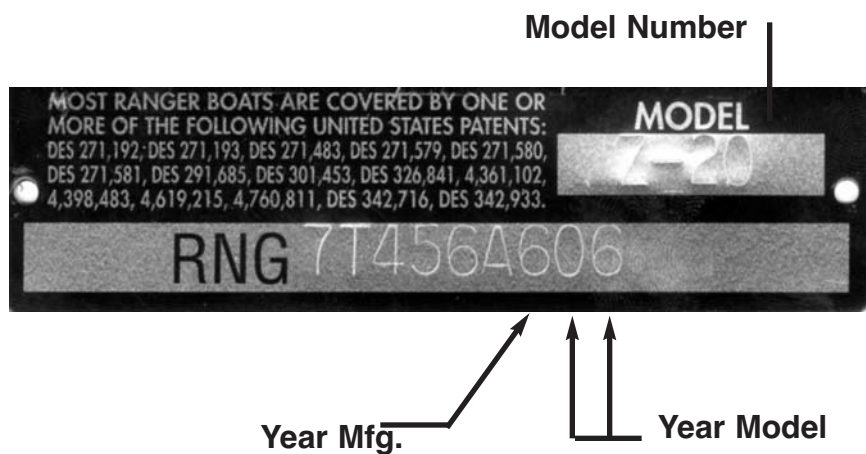 Model Number
MOST RANGER BOATS ARE COVERED BY ONE OR
MORE OF THE FOLLOWING UNITED STATES PATENTS:
DES 271,192, DES 271,193, DES 271,483, DES 271,579, DES 271,580,
DES 271,581, DES 291,685, DES 301,453, DES 326,841, 4,361,102,
4,398,483, 4,619,215, 4,760,811, DES 342,716, DES 342,933.
MODEL
Z-20
RNG 7T456A606
Year Mfg.
Year Model